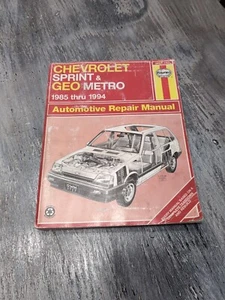 CHEVROLET
SPRINT &
GEO METRO
1985 thru 1994
Automotive Repair Manual